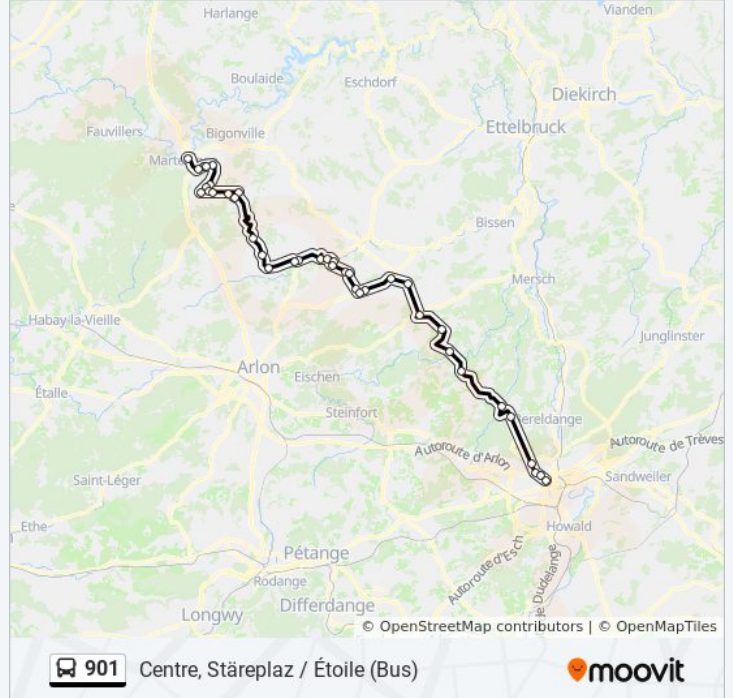 Harlange
Vianden
Boulaide
Eschdorf
Diekirch
Fauvillers
Bigonville
Ettelbruck
Marte
Bissen
Mersch
Habay-la-Vieille
Junglinster
Arlon
Eischen
Étalle
Steinfort
Bereldange
Autoroute d'Arlon
Autoroute de Trèves
Saint-Léger
Sandweiler
Ethe
Howald
Pétange
Autoroute d'Esch
Rodange
Differdange
Dudelange
Longwy
© OpenStreetMap contributors | © OpenMapTiles
901 Centre, Stäreplaz / Étoile (Bus)
moovit